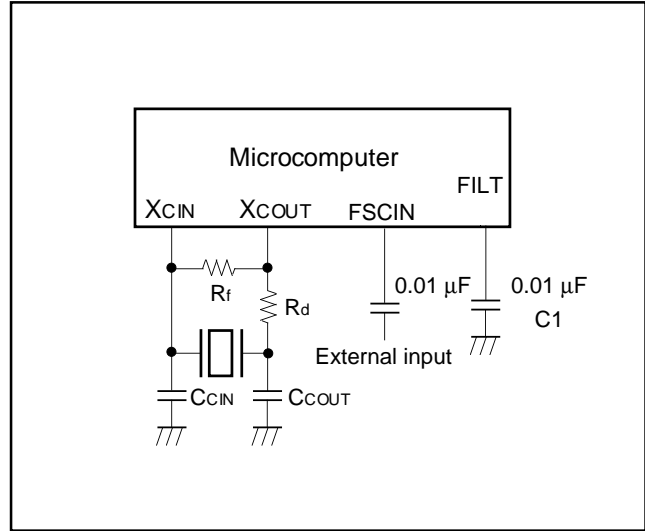 Microcomputer
FILT
XCIN XCOUT FSCIN
0.01 μF 0.01 μF
Rf
Rd C1
External input
CCIN CCOUT